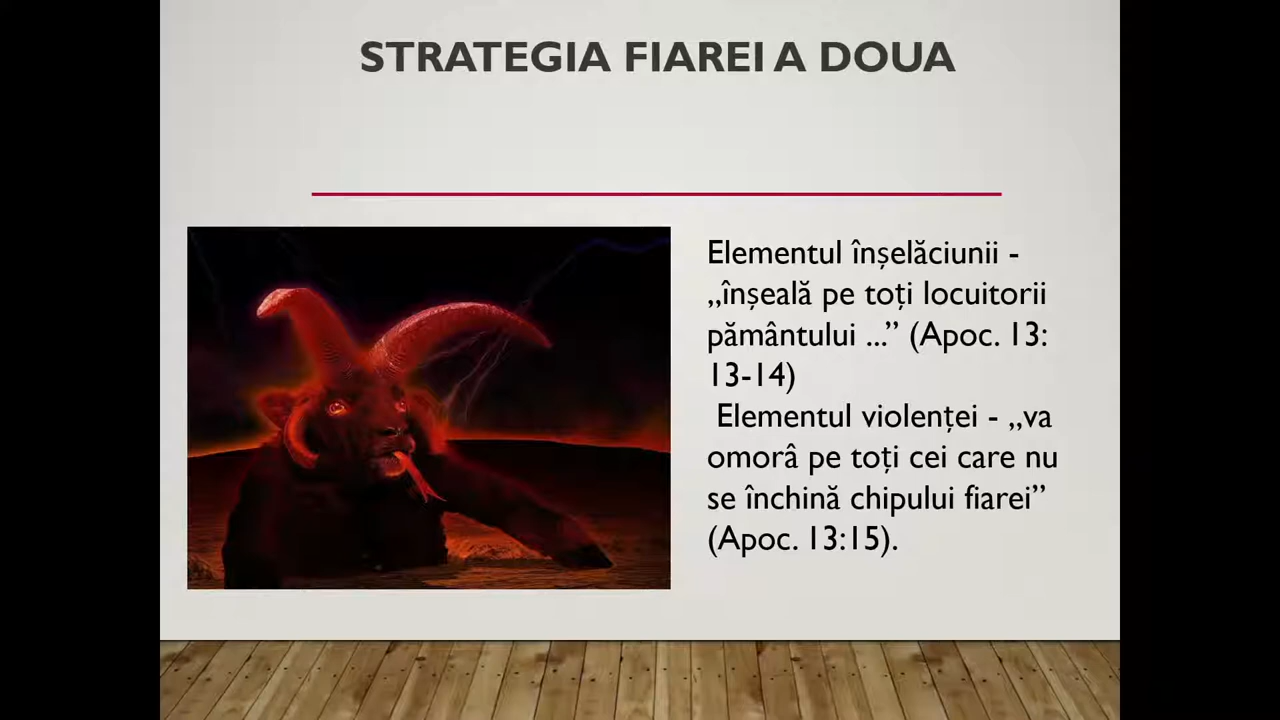 STRATEGIA FIAREI A DOUA
Elementul înșelăciunii -
„înșeală pe toți locuitorii
pământului ...” (Apoc. 13:
13-14)
Elementul violenței - „va
omorâ pe toți cei care nu
se închină chipului fiarei”
(Apoc. 13:15).